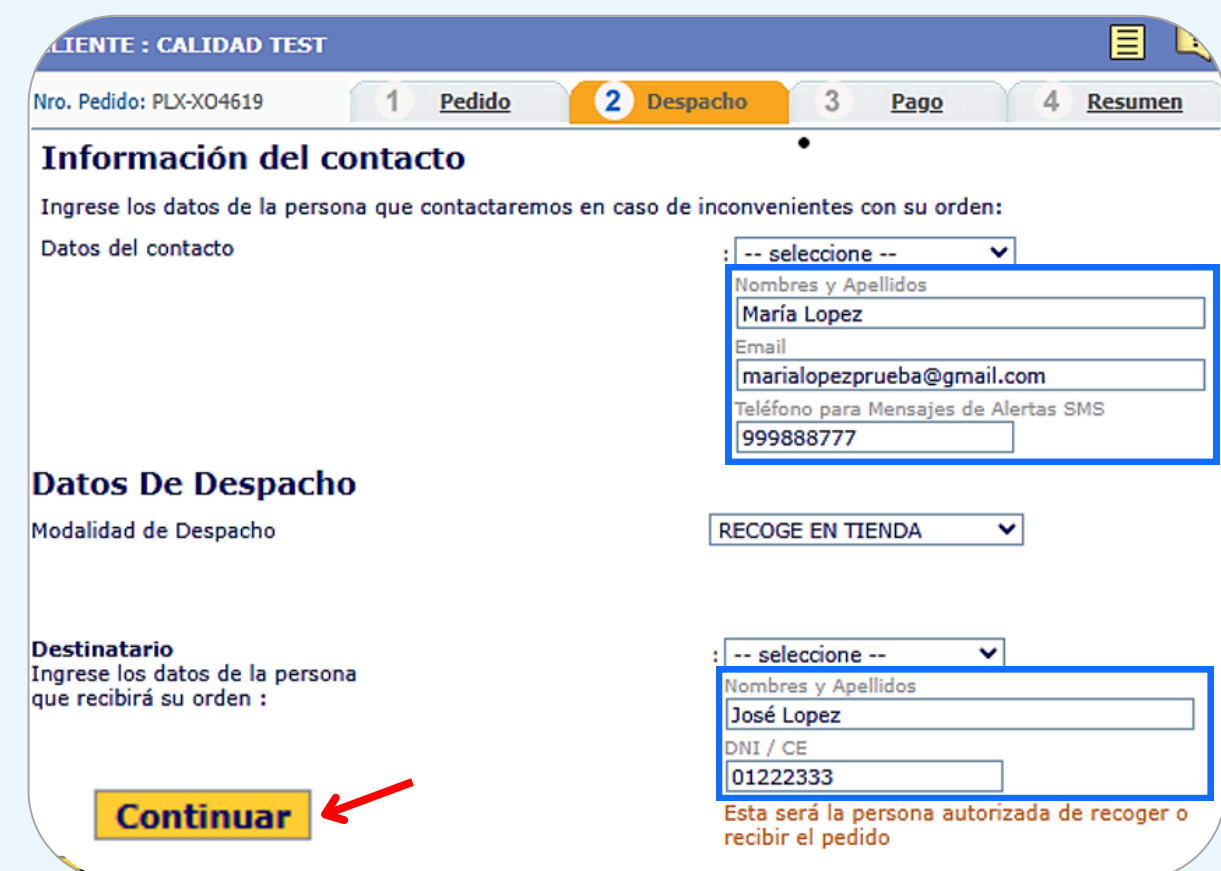 LIENTE : CALIDAD TEST
Nro. Pedido: PLX-XO4619
1 Pedido
2 Despacho
3 Pago
4 Resumen
Información del contacto
Ingrese los datos de la persona que contactaremos en caso de inconvenientes con su orden:
Datos del contacto : -- seleccione --
Nombres y Apellidos
María Lopez
Email
marialopezprueba@gmail.com
Teléfono para Mensajes de Alertas SMS
999888777
Datos De Despacho
Modalidad de Despacho RECOGE EN TIENDA
Destinatario : -- seleccione --
Ingrese los datos de la persona
que recibirá su orden :
Nombres y Apellidos
José Lopez
DNI / CE
01222333
Esta será la persona autorizada de recoger o
recibir el pedido
Continuar